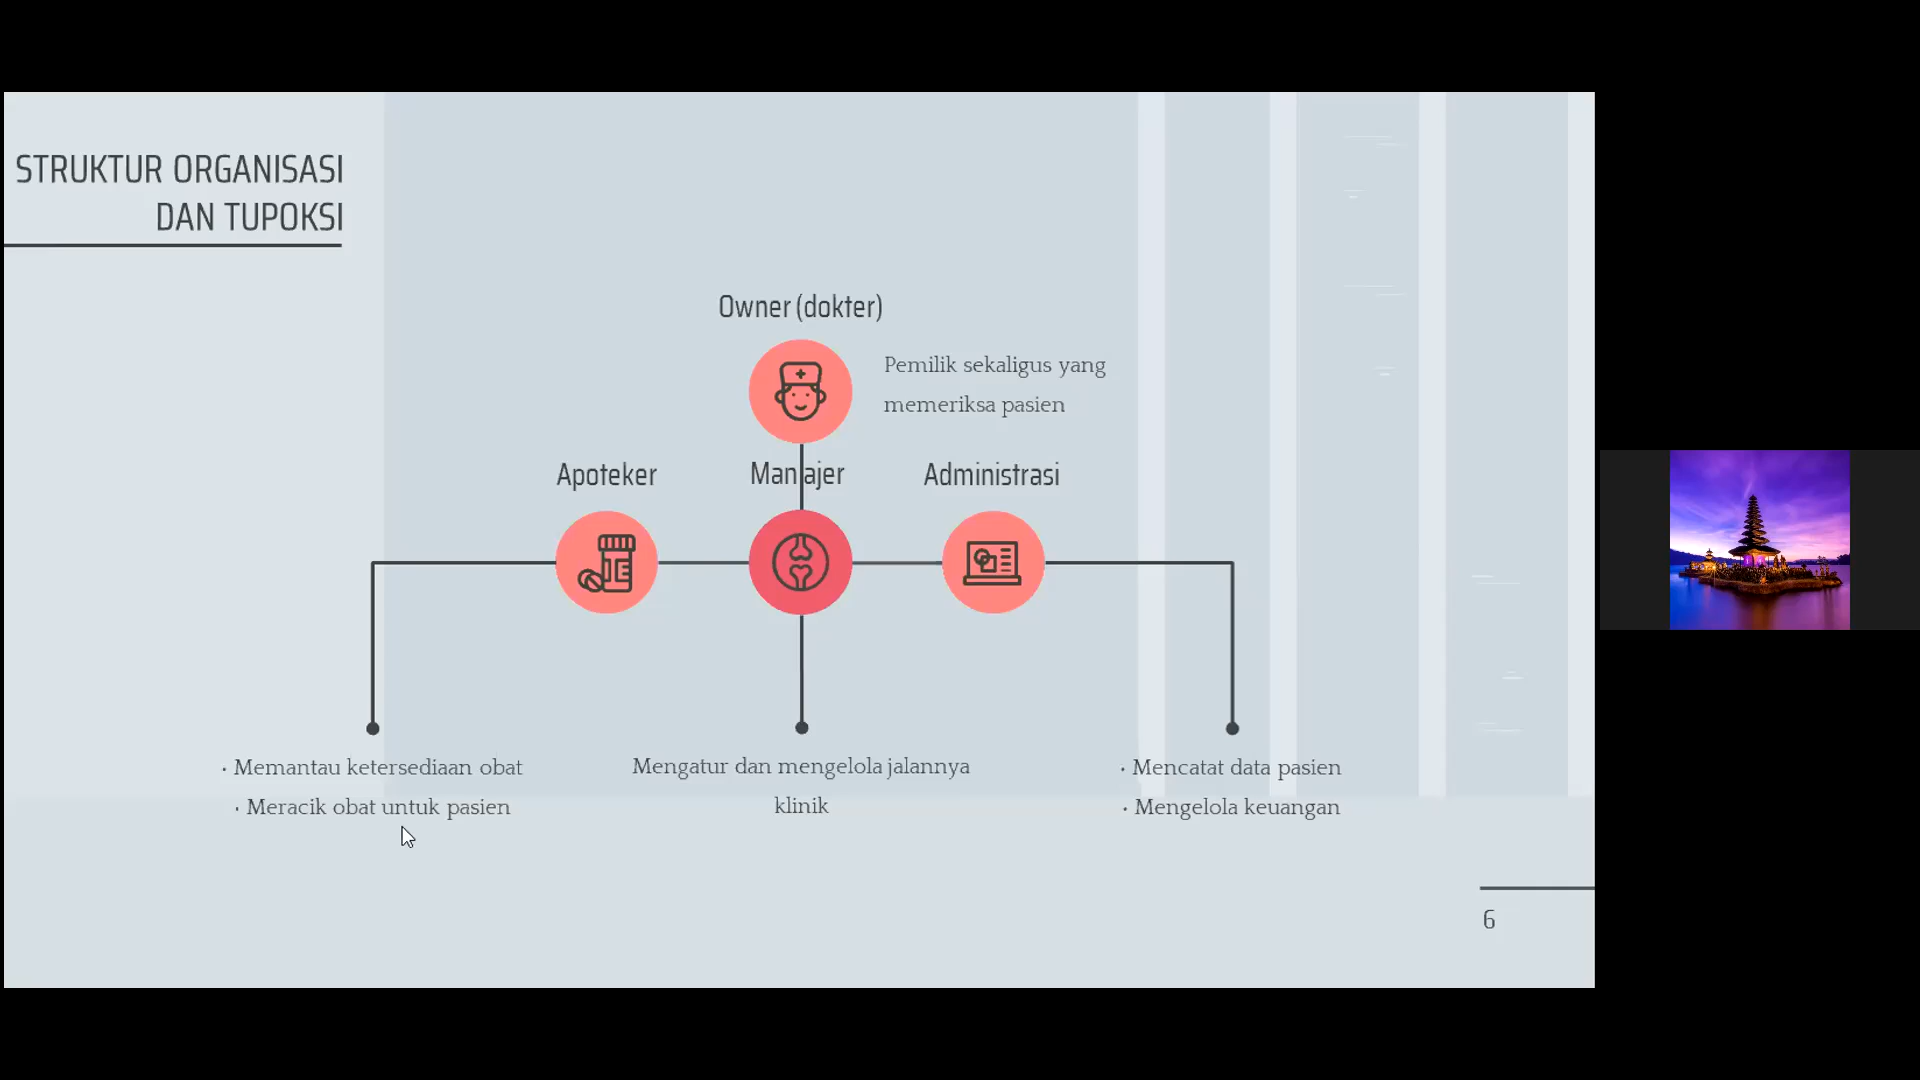 STRUKTUR ORGANISASI
DAN TUPOKSI
Owner (dokter)
Pemilik sekaligus yang
memeriksa pasien
Apoteker
Manajer
Administrasi
• Memantau ketersediaan obat
• Meracik obat untuk pasien
Mengatur dan mengelola jalannya
klinik
• Mencatat data pasien
• Mengelola keuangan
6